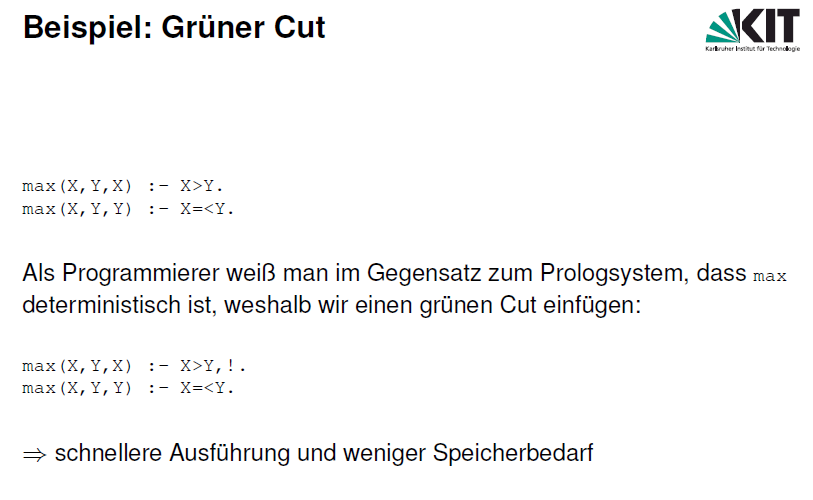 Beispiel: Grüner Cut
KIT
Karlsruher Institut für Technologie
max(X,Y,X) :- X>Y.
max(X,Y,Y) :- X=<Y.
Als Programmierer weiß man im Gegensatz zum Prologsystem, dass max
deterministisch ist, weshalb wir einen grünen Cut einfügen:
max(X,Y,X) :- X>Y,!.
max(X,Y,Y) :- X=<Y.
⇒ schnellere Ausführung und weniger Speicherbedarf